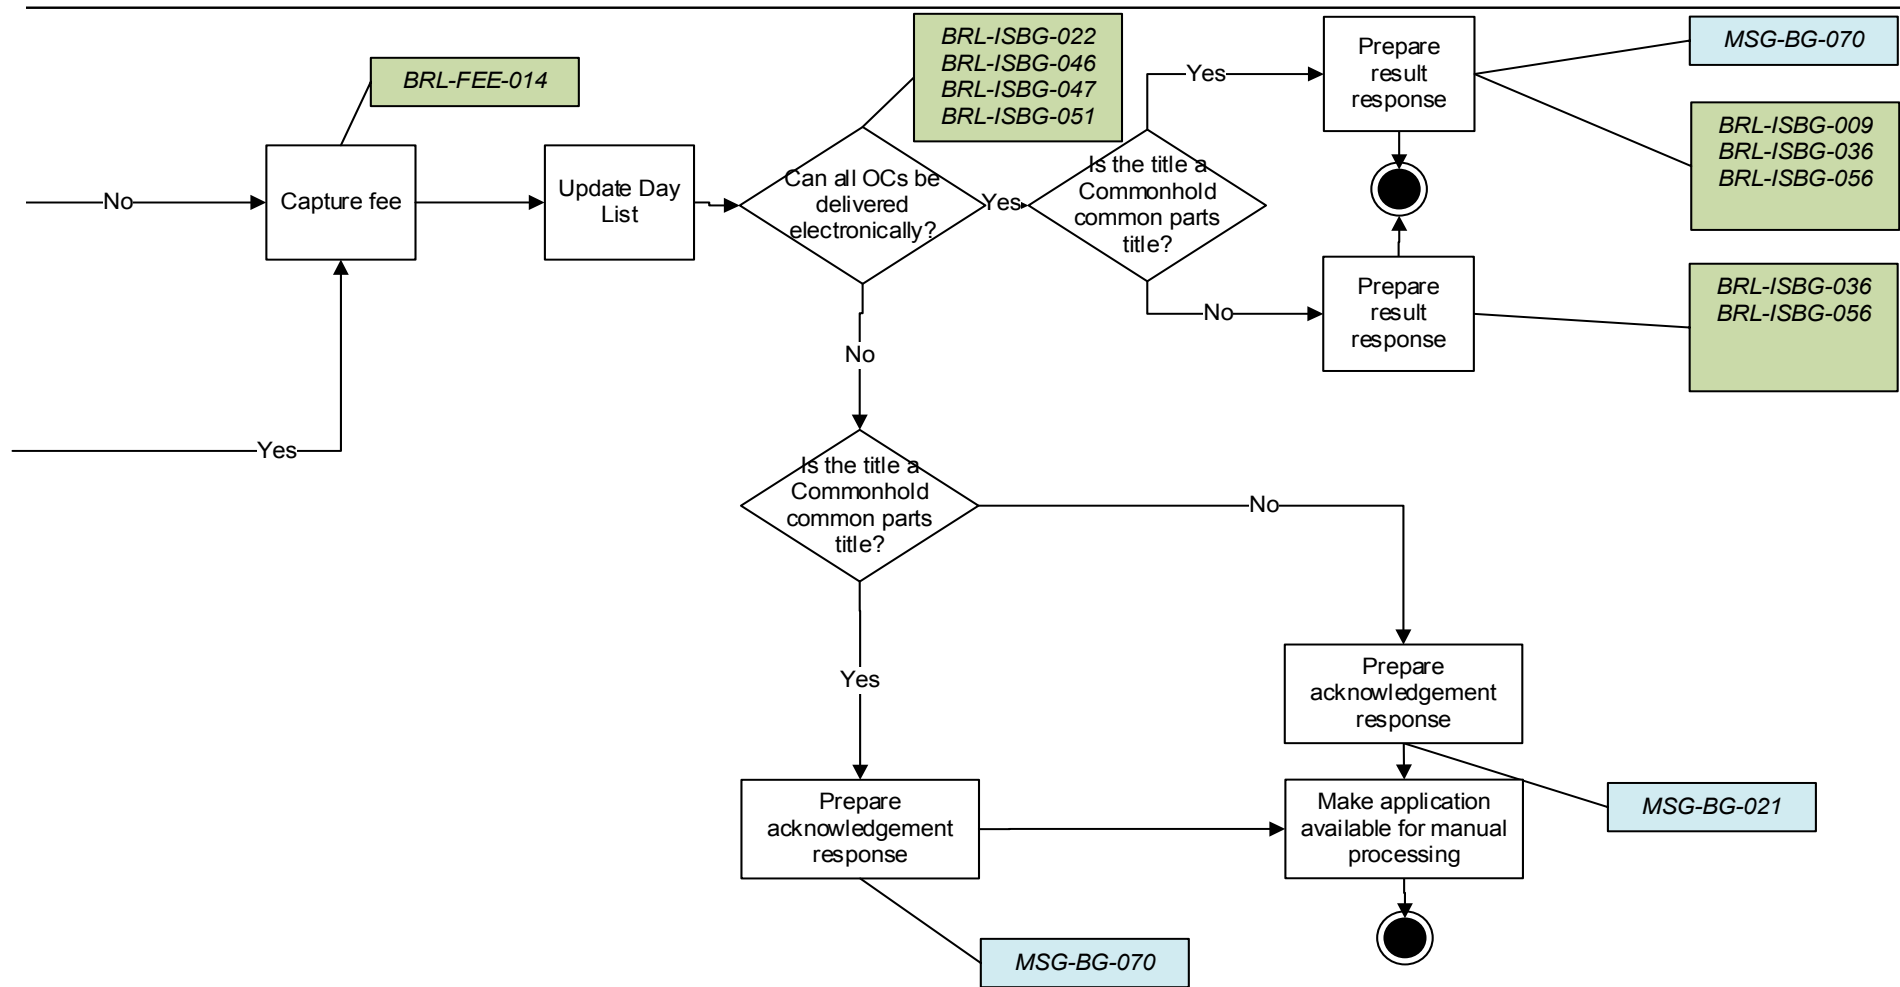 BRL-FEE-014
BRL-ISBG-022
BRL-ISBG-046
BRL-ISBG-047
BRL-ISBG-051
Prepare
result
response
MSG-BG-070
Yes
BRL-ISBG-009
BRL-ISBG-036
BRL-ISBG-056
No
Capture fee
Update Day
List
Can all OCs be
delivered
electronically?
Yes
Is the title a
Commonhold
common parts
title?
No
Prepare
result
response
BRL-ISBG-036
BRL-ISBG-056
No
Yes
Is the title a
Commonhold
common parts
title?
No
Yes
Prepare
acknowledgement
response
Prepare
acknowledgement
response
Make application
available for manual
processing
MSG-BG-021
MSG-BG-070